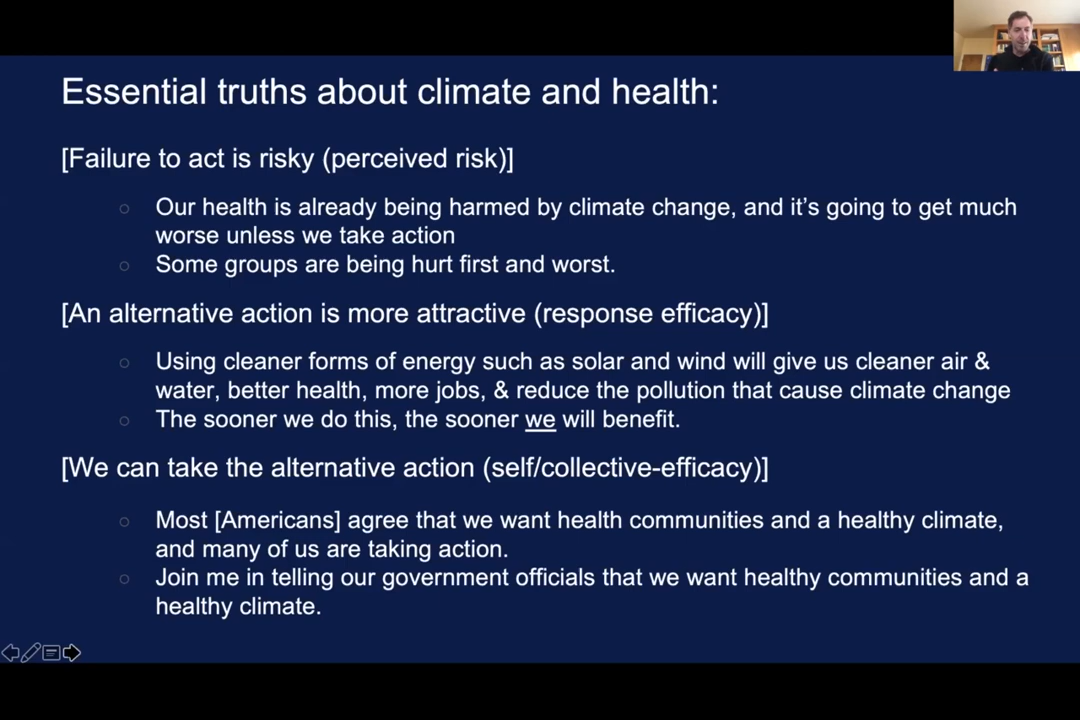 Essential truths about climate and health:
[Failure to act is risky (perceived risk)]
○ Our health is already being harmed by climate change, and it’s going to get much
worse unless we take action
○ Some groups are being hurt first and worst.
[An alternative action is more attractive (response efficacy)]
○ Using cleaner forms of energy such as solar and wind will give us cleaner air &
water, better health, more jobs, & reduce the pollution that cause climate change
○ The sooner we do this, the sooner we will benefit.
[We can take the alternative action (self/collective-efficacy)]
○ Most [Americans] agree that we want health communities and a healthy climate,
and many of us are taking action.
○ Join me in telling our government officials that we want healthy communities and a
healthy climate.